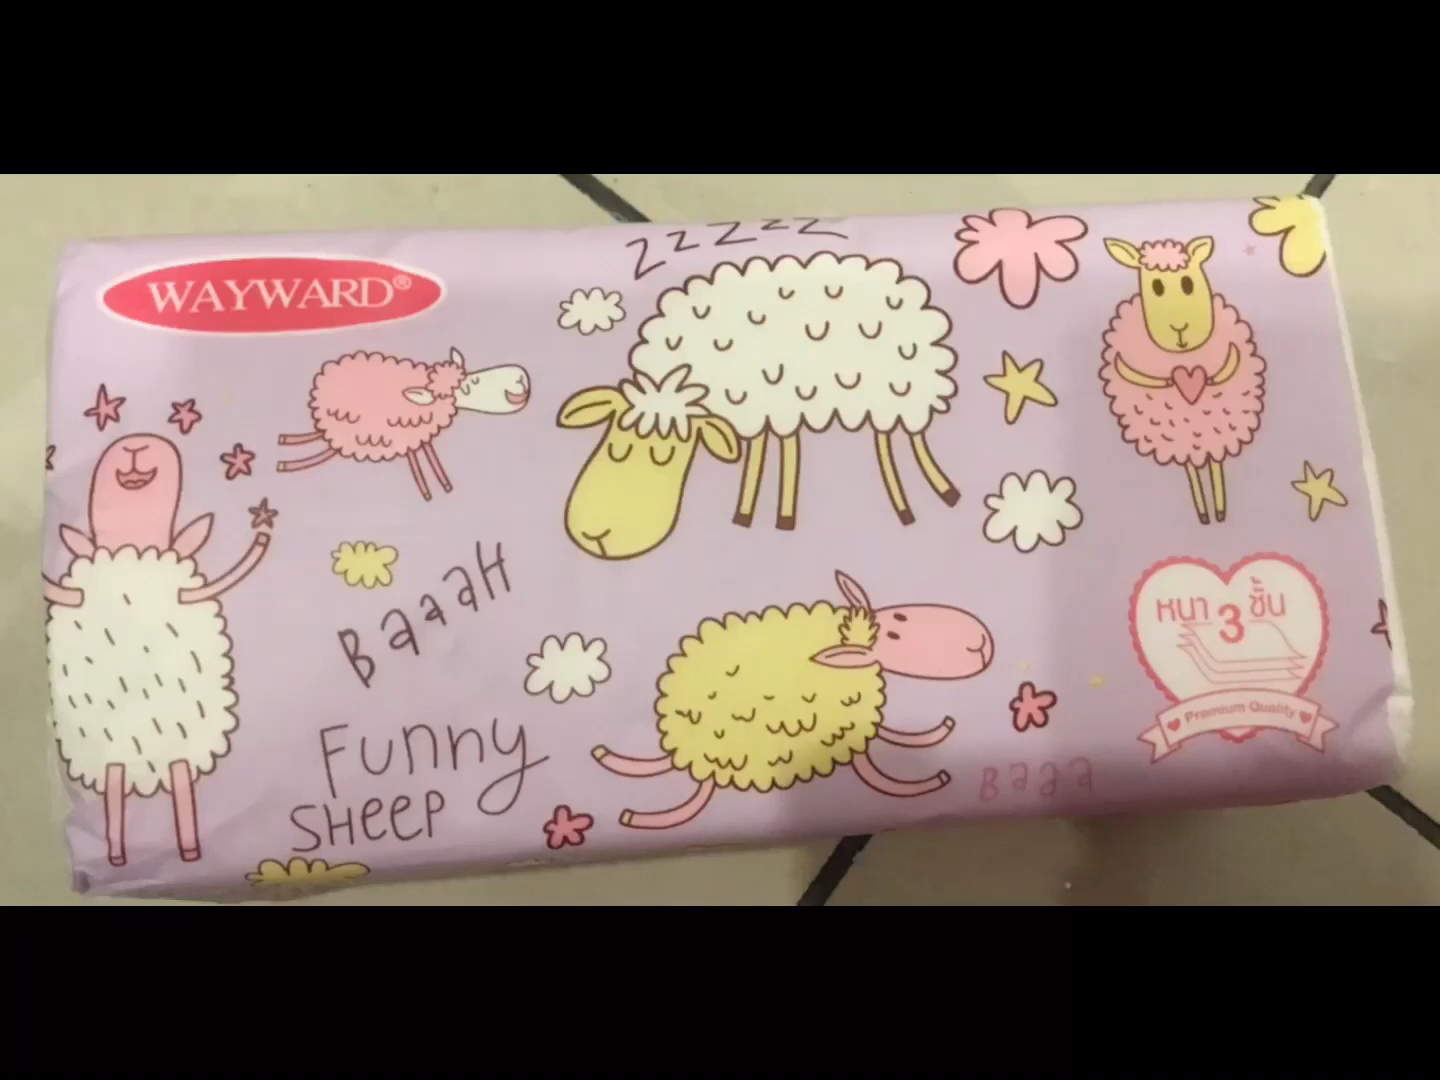 WAYWARD®
zzzzz
BaaaH
Funny
SHeep
หนา 3 ชั้น
Premium Quality
Baaa